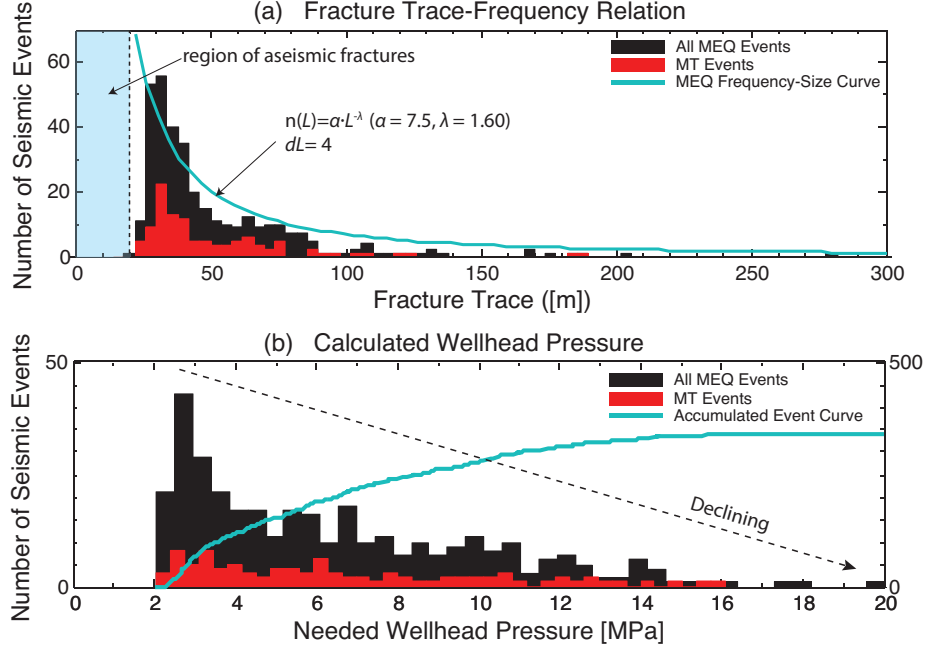 (a) Fracture Trace-Frequency Relation
Number of Seismic Events
60
40
20
0
region of aseismic fractures
n(L)=α·L^-λ (α = 7.5, λ = 1.60)
dL= 4
All MEQ Events
MT Events
MEQ Frequency-Size Curve
0 50 100 150 200 250 300
Fracture Trace ([m])
(b) Calculated Wellhead Pressure
Number of Seismic Events
50
0
500
0
All MEQ Events
MT Events
Accumulated Event Curve
Declining
0 2 4 6 8 10 12 14 16 18 20
Needed Wellhead Pressure [MPa]